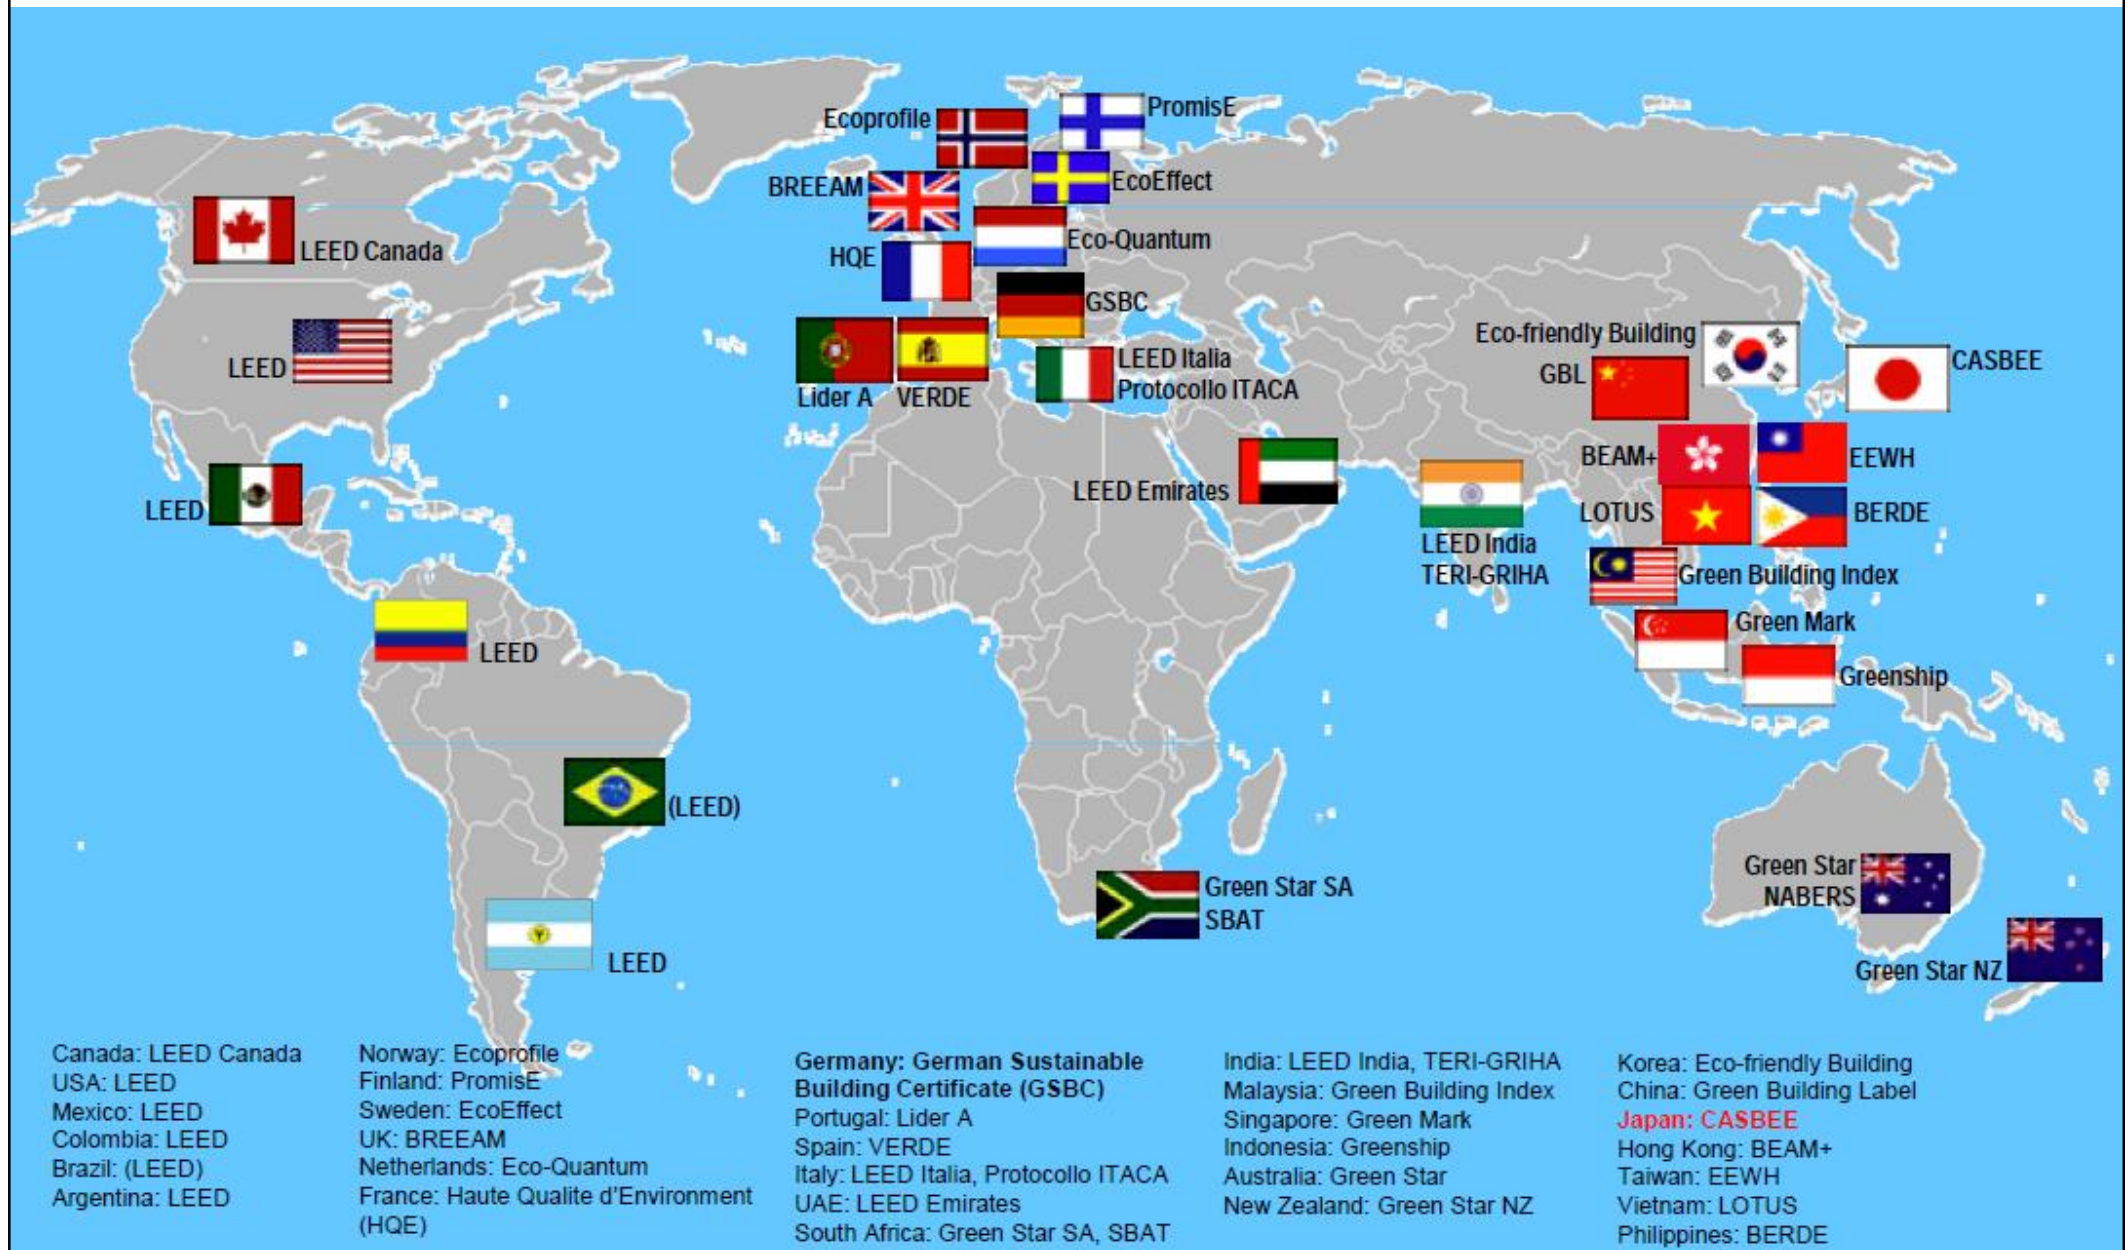 Ecoprofile
PromisE
BREEAM
EcoEffect
LEED Canada
HQE
Eco-Quantum
GSBC
LEED
Lider A
VERDE
LEED Italia
Protocollo ITACA
Eco-friendly Building
GBL
CASBEE
LEED
LEED Emirates
LEED India
TERI-GRIHA
BEAM+
EEWH
LOTUS
BERDE
Green Building Index
Green Mark
Greenship
LEED
(LEED)
LEED
Green Star SA
SBAT
Green Star
NABERS
Green Star NZ
Canada: LEED Canada
USA: LEED
Mexico: LEED
Colombia: LEED
Brazil: (LEED)
Argentina: LEED
Norway: Ecoprofile
Finland: PromisE
Sweden: EcoEffect
UK: BREEAM
Netherlands: Eco-Quantum
France: Haute Qualite d'Environment
(HQE)
Germany: German Sustainable
Building Certificate (GSBC)
Portugal: Lider A
Spain: VERDE
Italy: LEED Italia, Protocollo ITACA
UAE: LEED Emirates
South Africa: Green Star SA, SBAT
India: LEED India, TERI-GRIHA
Malaysia: Green Building Index
Singapore: Green Mark
Indonesia: Greenship
Australia: Green Star
New Zealand: Green Star NZ
Korea: Eco-friendly Building
China: Green Building Label
Japan: CASBEE
Hong Kong: BEAM+
Taiwan: EEWH
Vietnam: LOTUS
Philippines: BERDE